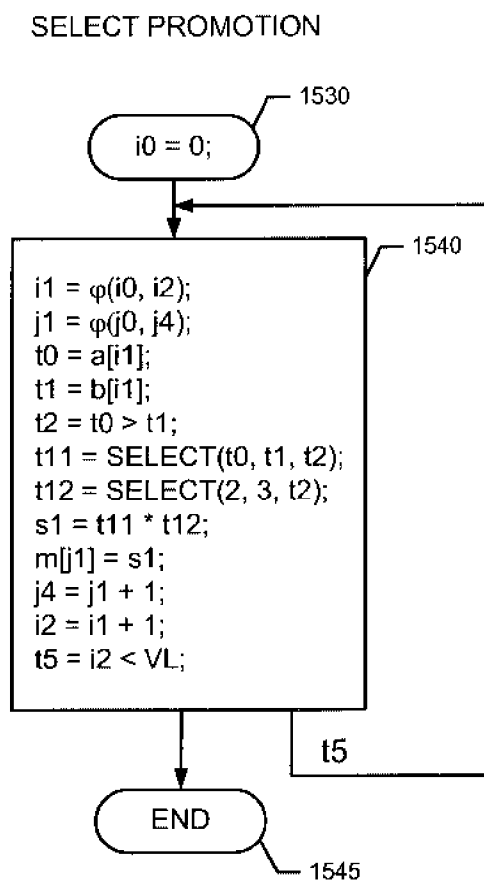 SELECT PROMOTION
1530
i0 = 0;
1540
i1 = φ(i0, i2);
j1 = φ(j0, j4);
t0 = a[i1];
t1 = b[i1];
t2 = t0 > t1;
t11 = SELECT(t0, t1, t2);
t12 = SELECT(2, 3, t2);
s1 = t11 * t12;
m[j1] = s1;
j4 = j1 + 1;
i2 = i1 + 1;
t5 = i2 < VL;
t5
END
1545